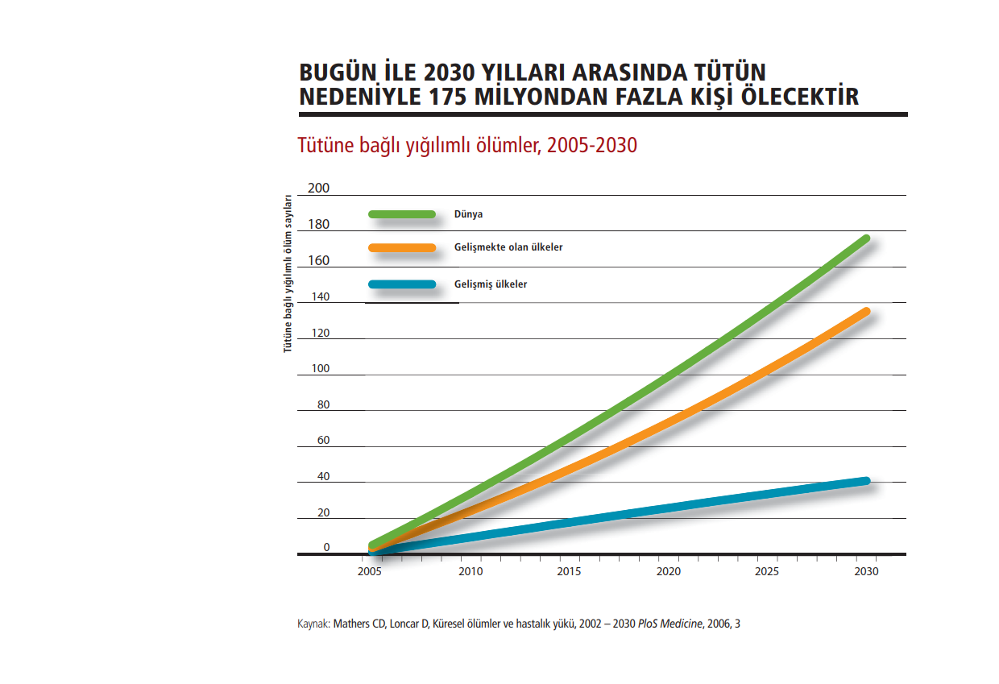 BUGÜN İLE 2030 YILLARI ARASINDA TÜTÜN
NEDENİYLE 175 MİLYONDAN FAZLA KİŞİ ÖLECEKTİR
Tütüne bağlı yığılımlı ölümler, 2005-2030
Tütüne bağlı yığılımlı ölüm sayıları
200
180
160
140
120
100
80
60
40
20
0
Dünya
Gelişmekte olan ülkeler
Gelişmiş ülkeler
2005 2010 2015 2020 2025 2030
Kaynak: Mathers CD, Loncar D, Küresel ölümler ve hastalık yükü, 2002 – 2030 PloS Medicine, 2006, 3